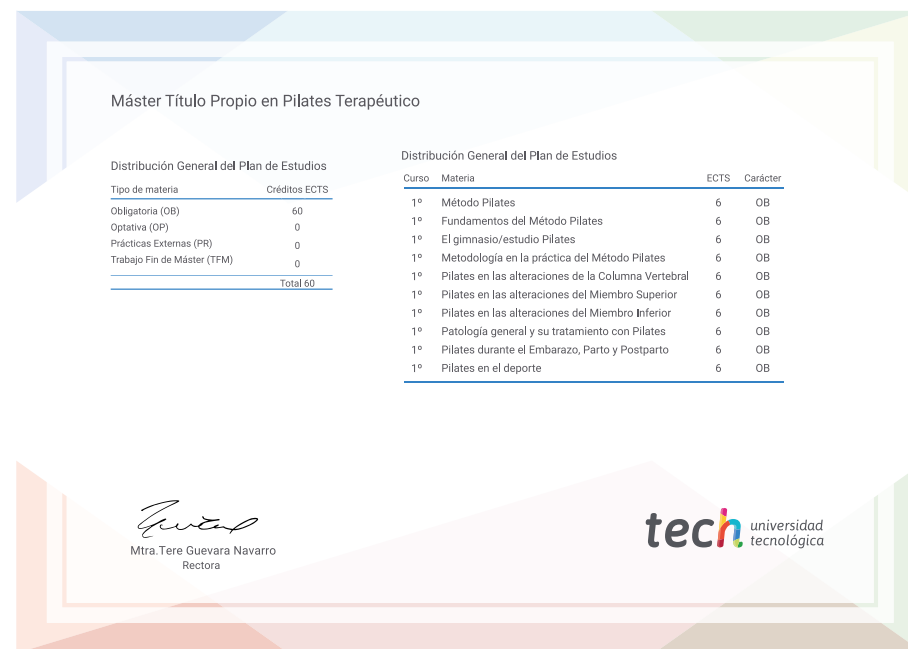 Máster Título Propio en Pilates Terapéutico
Distribución General del Plan de Estudios
Tipo de materia Créditos ECTS
Obligatoria (OB) 60
Optativa (OP) 0
Prácticas Externas (PR) 0
Trabajo Fin de Máster (TFM) 0
Total 60
Distribución General del Plan de Estudios
Curso Materia ECTS Carácter
1º Método Pilates 6 OB
1º Fundamentos del Método Pilates 6 OB
1º El gimnasio/estudio Pilates 6 OB
1º Metodología en la práctica del Método Pilates 6 OB
1º Pilates en las alteraciones de la Columna Vertebral 6 OB
1º Pilates en las alteraciones del Miembro Superior 6 OB
1º Pilates en las alteraciones del Miembro Inferior 6 OB
1º Patología general y su tratamiento con Pilates 6 OB
1º Pilates durante el Embarazo, Parto y Postparto 6 OB
1º Pilates en el deporte 6 OB
Mtra.Tere Guevara Navarro
Rectora
tech universidad
tecnológica